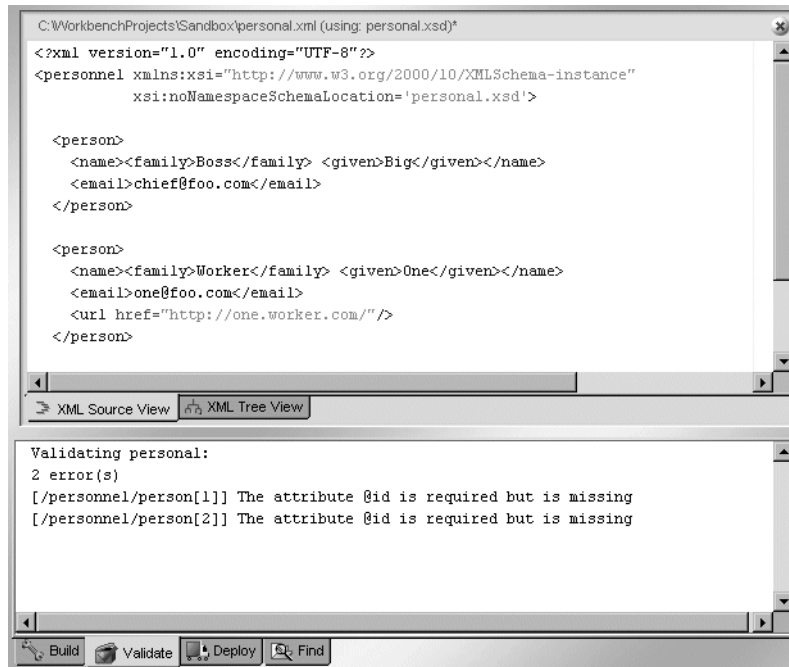 C:\WorkbenchProjects\Sandbox\personal.xml (using: personal.xsd)*
<?xml version="1.0" encoding="UTF-8"?>
<personnel xmlns:xsi="http://www.w3.org/2000/10/XMLSchema-instance"
xsi:noNamespaceSchemaLocation='personal.xsd'>
<person>
<name><family>Boss</family> <given>Big</given></name>
<email>chief@foo.com</email>
</person>
<person>
<name><family>Worker</family> <given>One</given></name>
<email>one@foo.com</email>
<url href="http://one.worker.com/"/>
</person>
XML Source View XML Tree View
Validating personal:
2 error(s)
[/personnel/person[1]] The attribute @id is required but is missing
[/personnel/person[2]] The attribute @id is required but is missing
Build Validate Deploy Find